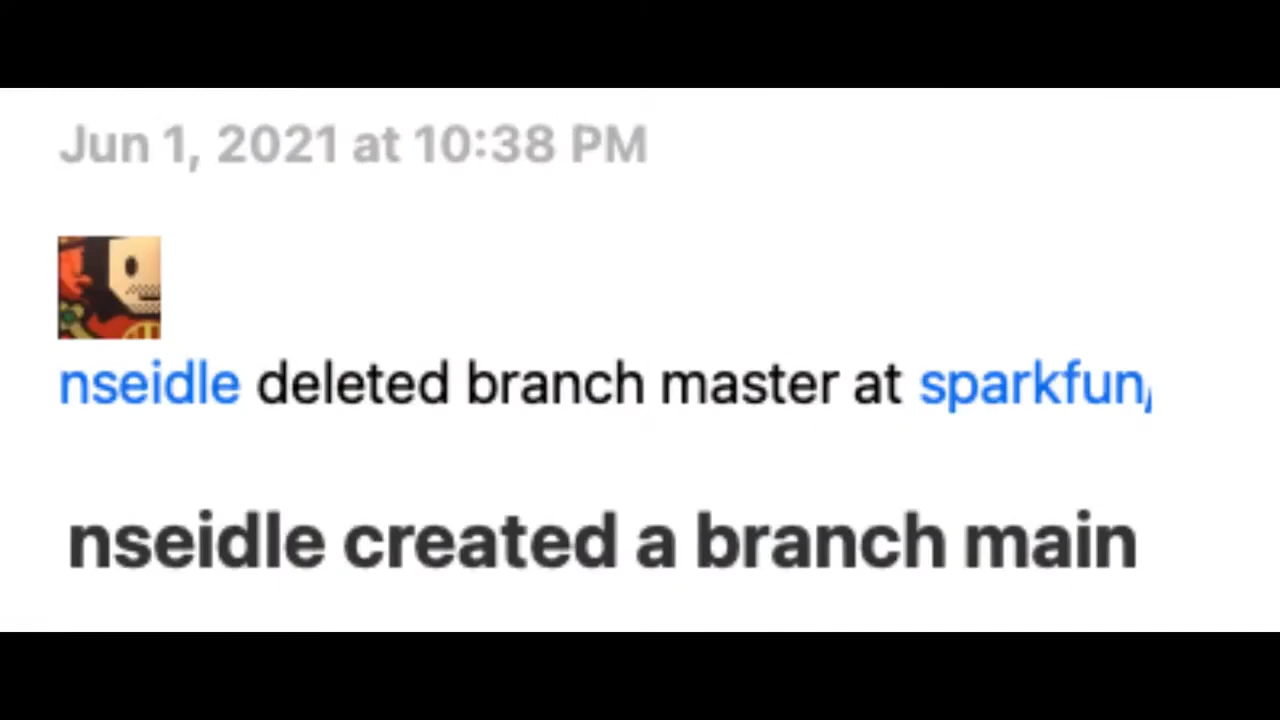 Jun 1, 2021 at 10:38 PM
nseidle deleted branch master at sparkfun/
nseidle created a branch main